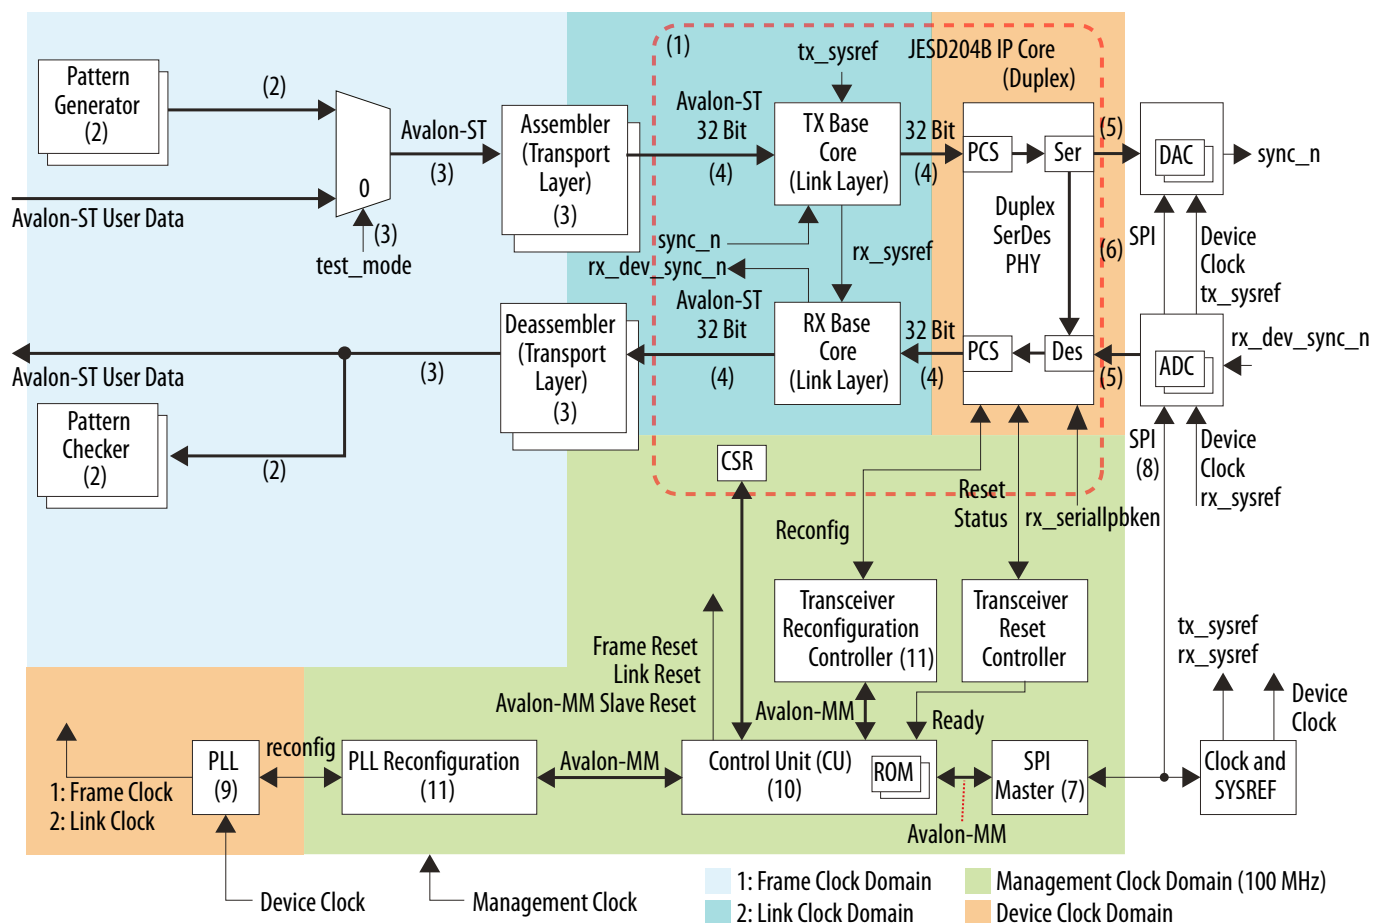 Pattern
Generator
(2)
(2)
0
Avalon-ST User Data
(3)
test_mode
Avalon-ST
(3)
Assembler
(Transport
Layer)
(3)
(1)
tx_sysref
JESD204B IP Core
(Duplex)
Avalon-ST
32 Bit
(4)
TX Base
Core
(Link Layer)
32 Bit
(4)
PCS
Ser
(5)
DAC
sync_n
Duplex
SerDes
PHY
(6)
SPI
Device
Clock
tx_sysref
sync_n
rx_dev_sync_n
rx_sysref
Avalon-ST User Data
(3)
Deassembler
(Transport
Layer)
(3)
Avalon-ST
32 Bit
(4)
RX Base
Core
(Link Layer)
32 Bit
(4)
PCS
Des
(5)
ADC
rx_dev_sync_n
Pattern
Checker
(2)
(2)
CSR
Reconfig
Reset
Status
rx_seriallpbken
SPI
(8)
Device
Clock
rx_sysref
Transceiver
Reconfiguration
Controller (11)
Transceiver
Reset
Controller
Frame Reset
Link Reset
Avalon-MM Slave Reset
Avalon-MM
Ready
tx_sysref
rx_sysref
Device
Clock
1: Frame Clock
2: Link Clock
PLL
(9)
reconfig
PLL Reconfiguration
(11)
Avalon-MM
Control Unit (CU)
(10)
ROM
Avalon-MM
SPI
Master (7)
Clock and
SYSREF
Device Clock
Management Clock
1: Frame Clock Domain
2: Link Clock Domain
Management Clock Domain (100 MHz)
Device Clock Domain